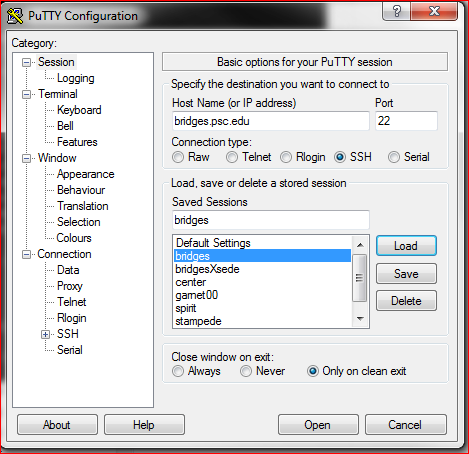 PuTTY Configuration
Category:
Session
Logging
Terminal
Keyboard
Bell
Features
Window
Appearance
Behaviour
Translation
Selection
Colours
Connection
Data
Proxy
Telnet
Rlogin
SSH
Serial
Basic options for your PuTTY session
Specify the destination you want to connect to
Host Name (or IP address) Port
bridges.psc.edu 22
Connection type:
Raw Telnet Rlogin SSH Serial
Load, save or delete a stored session
Saved Sessions
bridges
Default Settings
bridges
bridgesXsede
center
garnet00
spirit
stampede
Load
Save
Delete
Close window on exit:
Always Never Only on clean exit
About Help Open Cancel